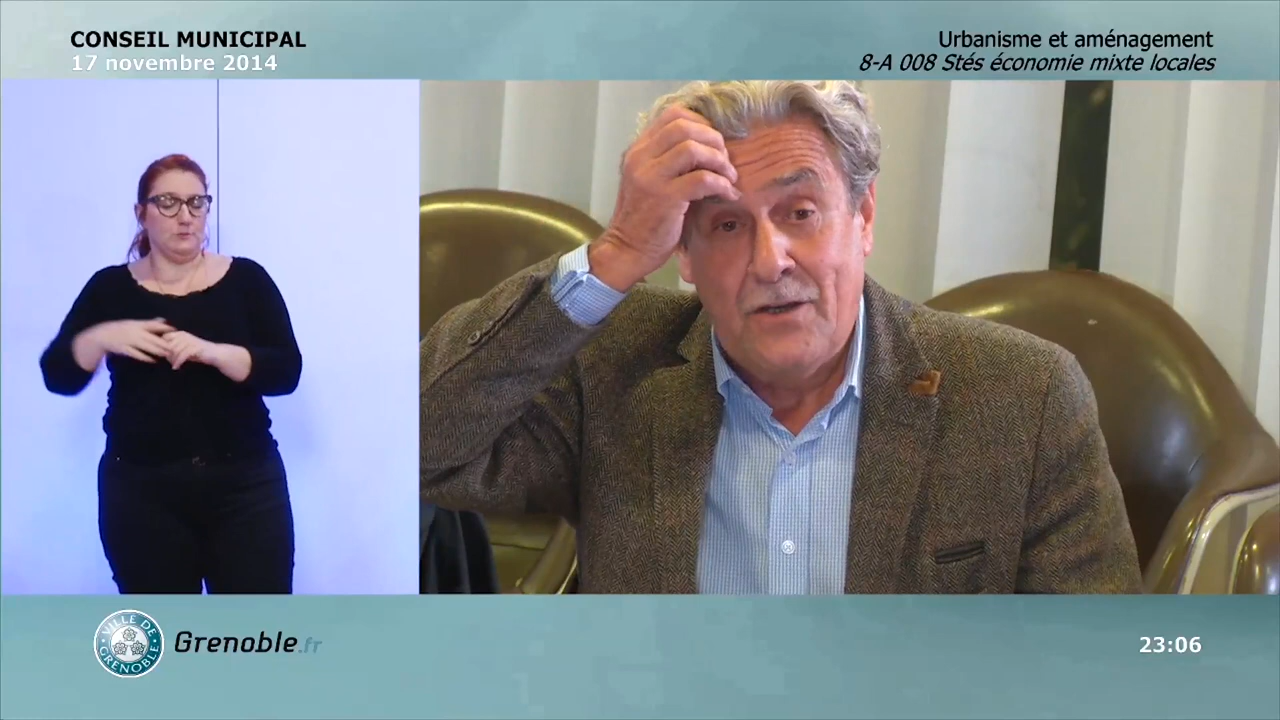 CONSEIL MUNICIPAL
17 novembre 2014
Urbanisme et aménagement
8-A 008 Stés économie mixte locales
VILLE DE
GRENOBLE
Grenoble.fr
23:06